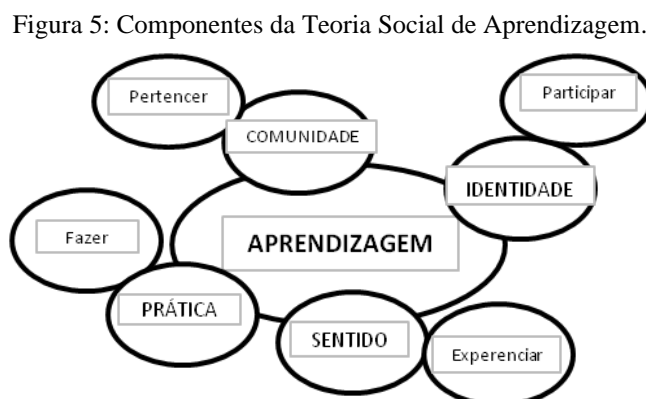 Figura 5: Componentes da Teoria Social de Aprendizagem.
Pertencer
Participar
COMUNIDADE
IDENTIDADE
Fazer
APRENDIZAGEM
PRÁTICA
SENTIDO
Experenciar